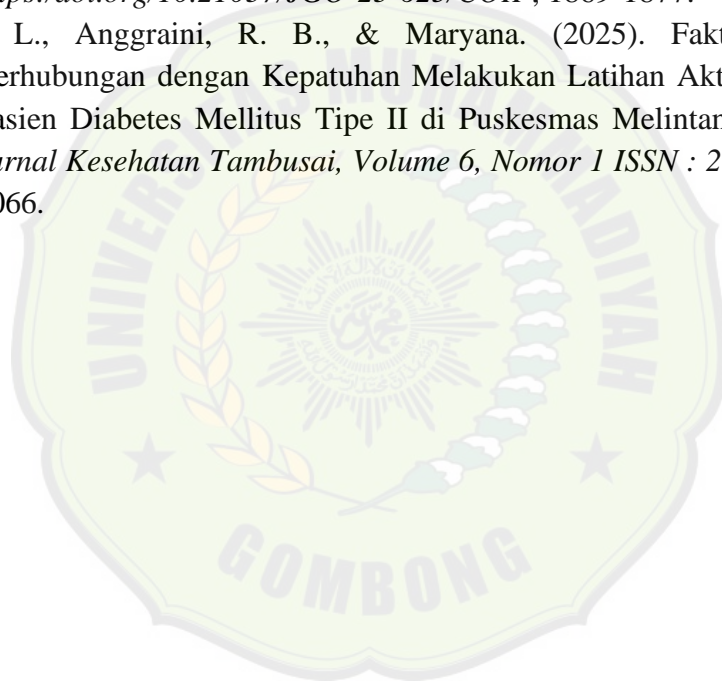 L., Anggraini, R. B., & Maryana. (2025). Fakt
erhubungan dengan Kepatuhan Melakukan Latihan Akt
asien Diabetes Mellitus Tipe II di Puskesmas Melintan
urnal Kesehatan Tambusai, Volume 6, Nomor 1 ISSN : 2
066.
UNIVERSITAS MUHAMMADIYAH
GOMBONG